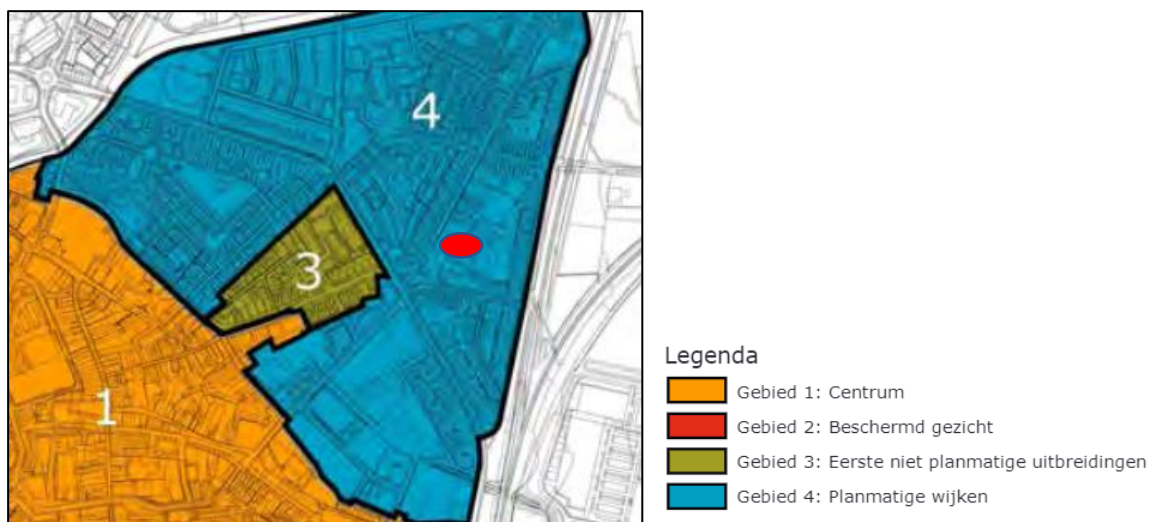 4
3
1
Legenda
Gebied 1: Centrum
Gebied 2: Beschermd gezicht
Gebied 3: Eerste niet planmatige uitbreidingen
Gebied 4: Planmatige wijken